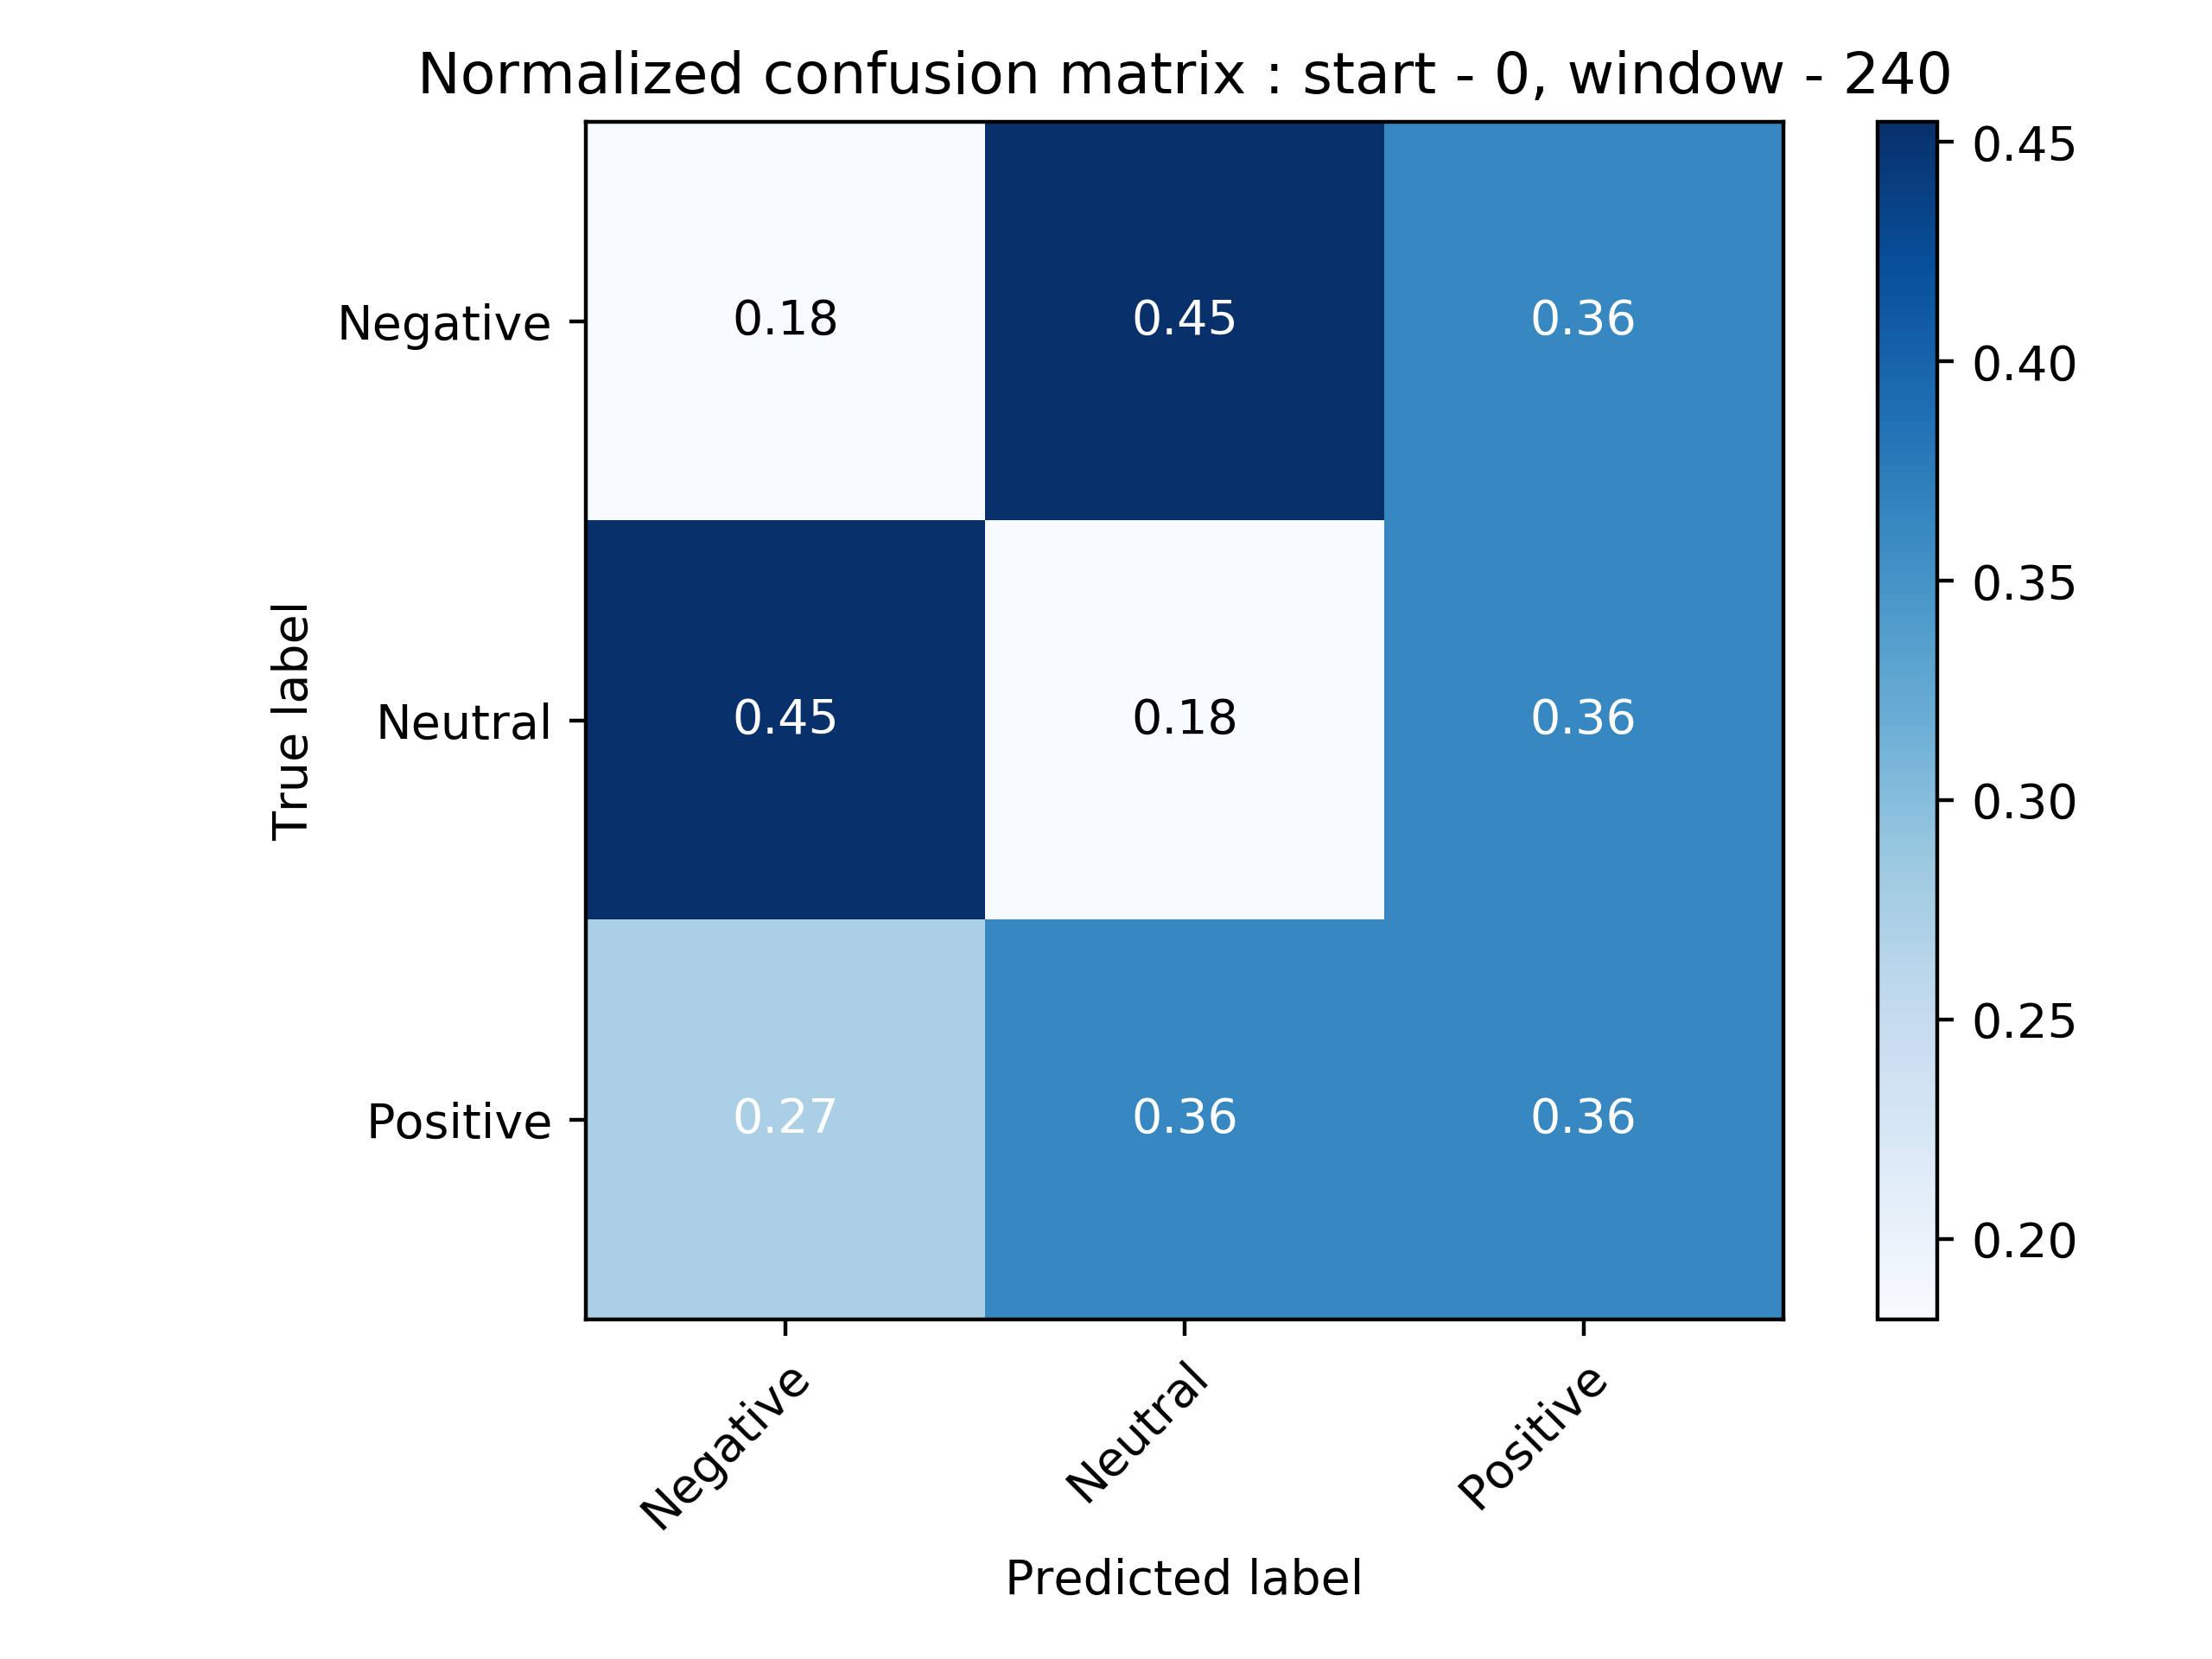 Normalized confusion matrix : start - 0, window - 240
0.45
0.40
0.35
0.30
0.25
0.20
True label
Negative
0.18 0.45 0.36
Neutral
0.45 0.18 0.36
Positive
0.27 0.36 0.36
Negative
Neutral
Positive
Predicted label